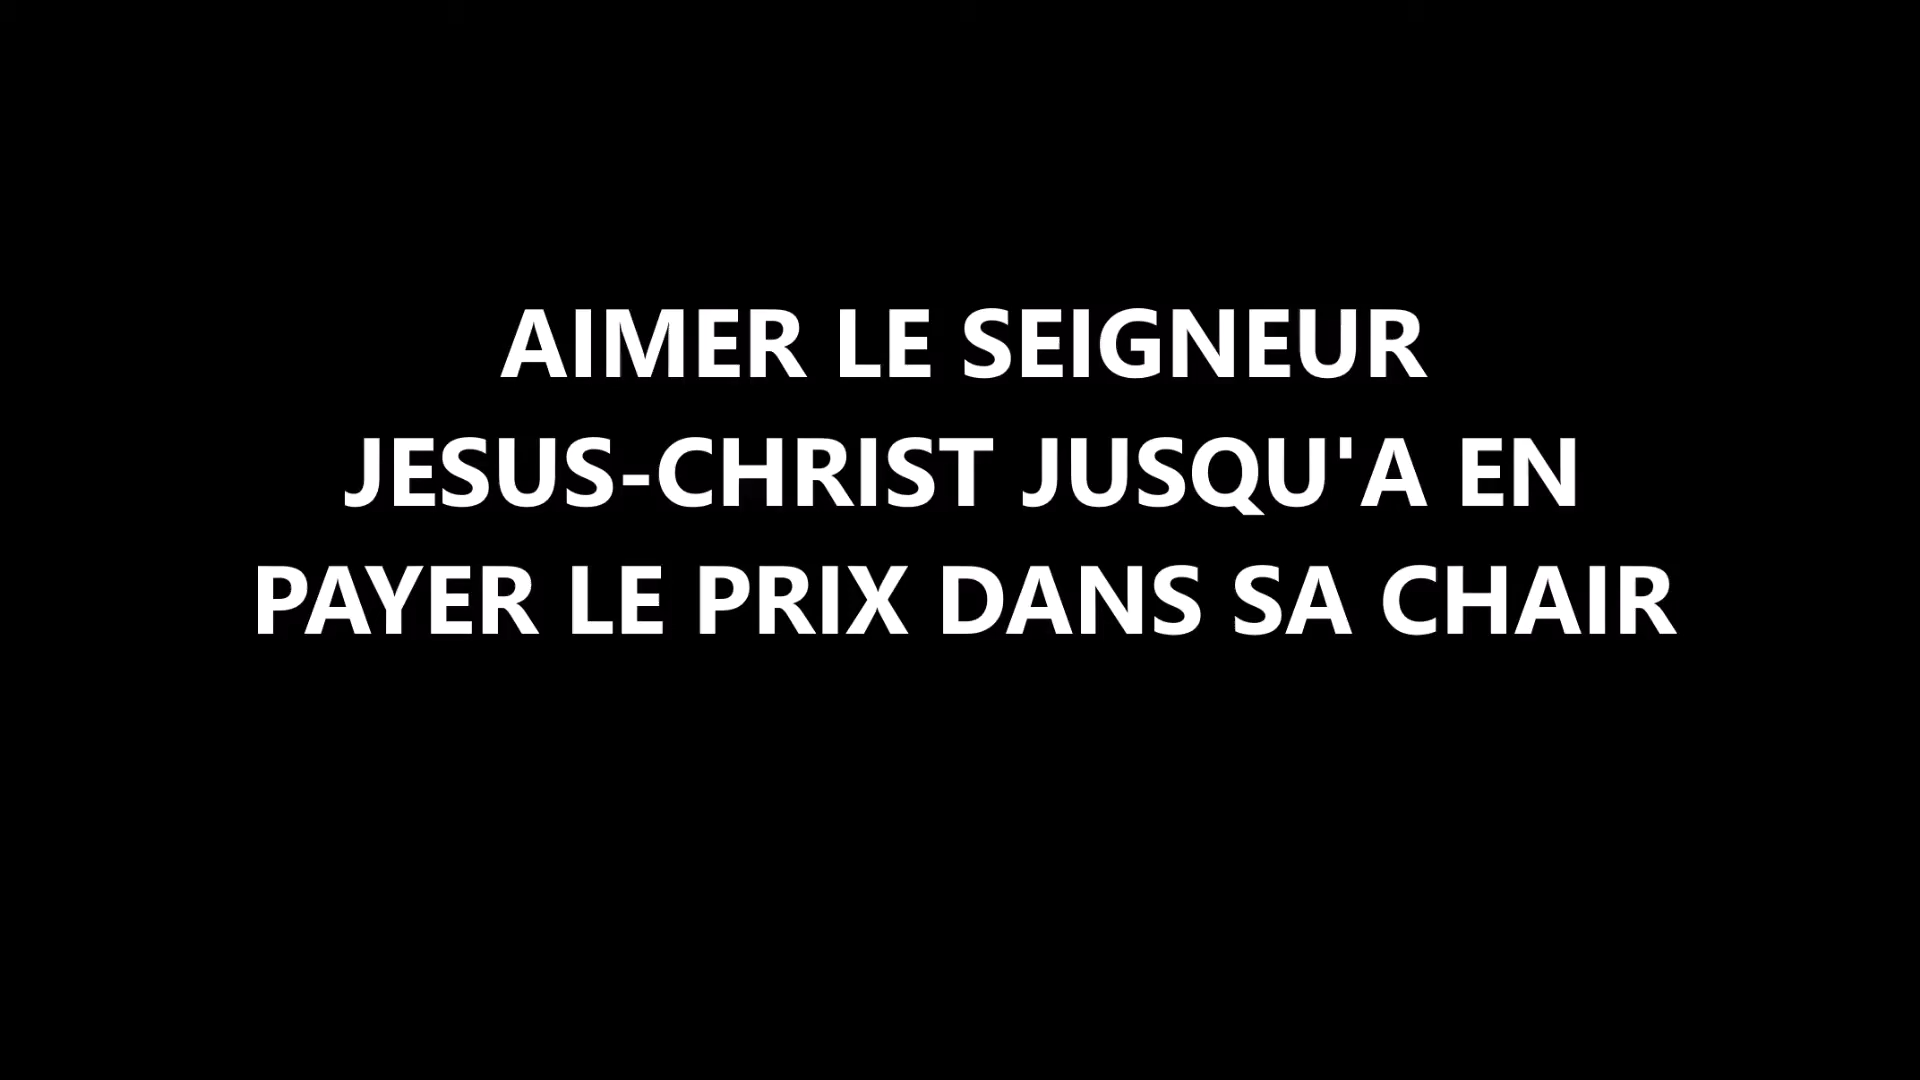 AIMER LE SEIGNEUR
JESUS-CHRIST JUSQU'A EN
PAYER LE PRIX DANS SA CHAIR